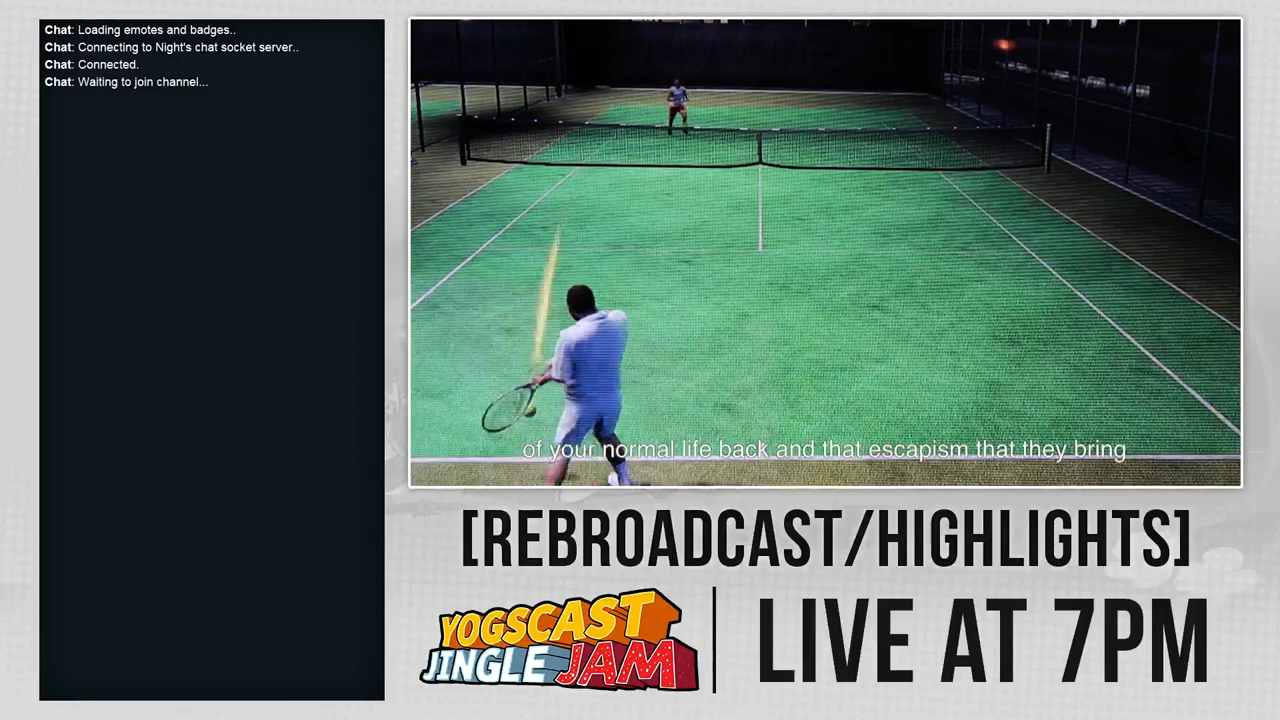 Chat: Loading emotes and badges..
Chat: Connecting to Night's chat socket server..
Chat: Connected.
Chat: Waiting to join channel...
of your normal life back and that escapism that they bring
[REBROADCAST/HIGHLIGHTS]
YOGSCAST
JINGLE JAM
LIVE AT 7PM